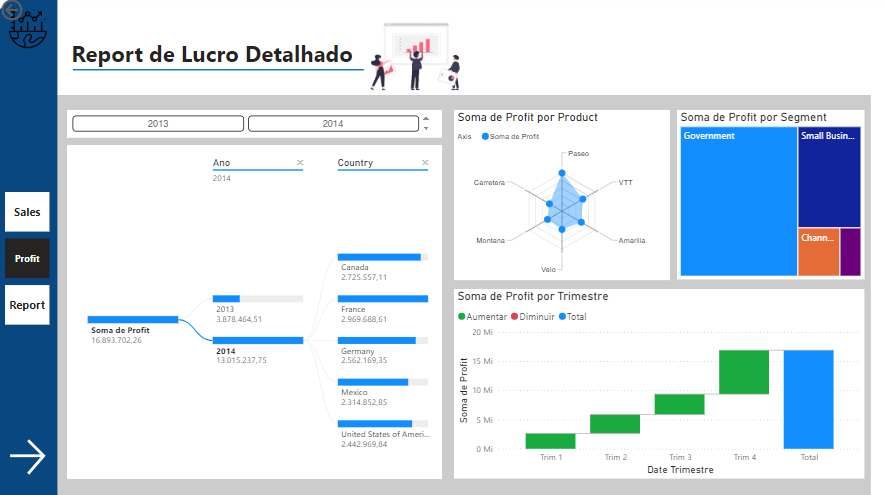 Report de Lucro Detalhado
Sales
Profit
Report
2013
2014
Ano
2014
Country
Soma de Profit
16.893.702,26
2013
3.878.464,51
2014
13.015.237,75
Canada
2.725.557,11
France
2.969.688,61
Germany
2.562.169,35
Mexico
2.314.852,85
United States of Ameri...
2.442.969,84
Soma de Profit por Product
Axis Soma de Profit
Paseo
Carretera
VTT
Montana
Amarilla
Velo
Soma de Profit por Segment
Government
Small Busin...
Chann...
Soma de Profit por Trimestre
Aumentar Diminuir Total
Soma de Profit
20 Mi
15 Mi
10 Mi
5 Mi
0 Mi
Trim 1 Trim 2 Trim 3 Trim 4 Total
Date Trimestre